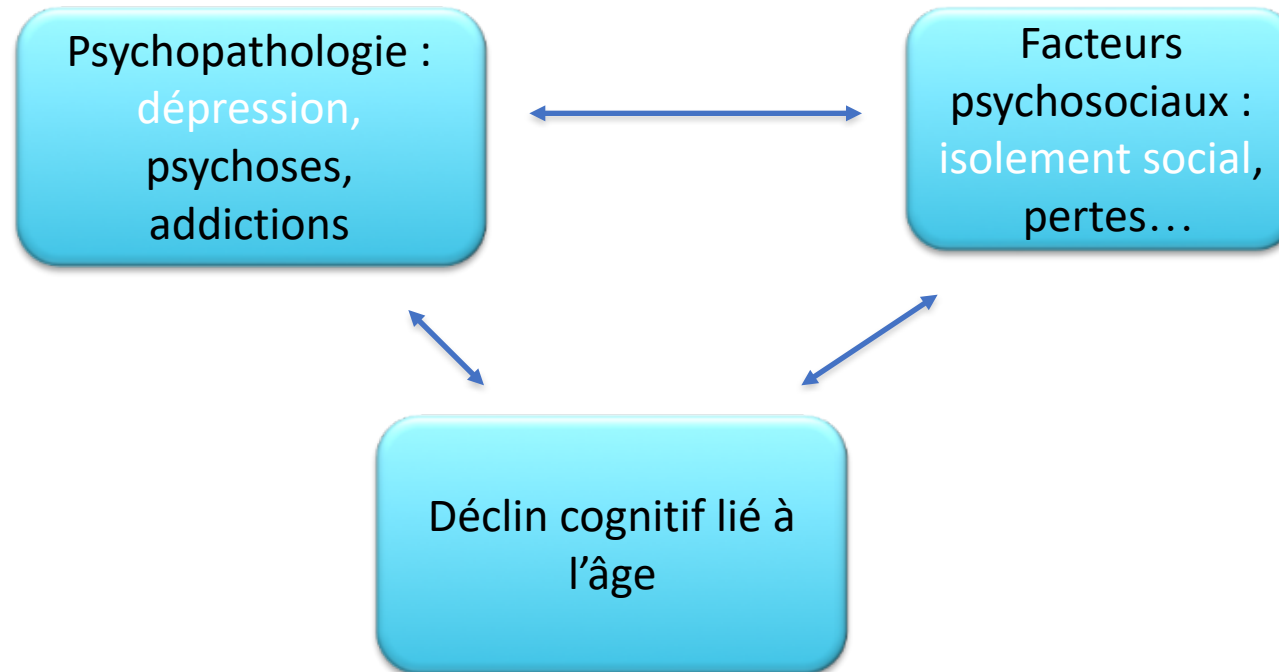 Psychopathologie :
dépression,
psychoses,
addictions
Facteurs
psychosociaux :
isolement social,
pertes…
Déclin cognitif lié à
l’âge